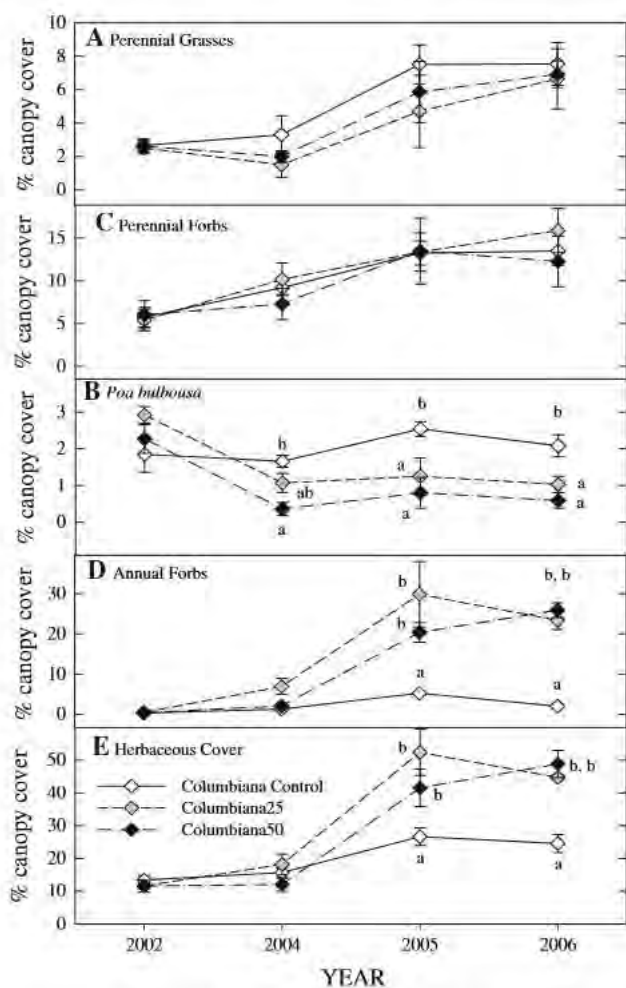 A Perennial Grasses
% canopy cover
10
8
6
4
2
0
C Perennial Forbs
% canopy cover
15
10
5
0
B Poa bulbousa
% canopy cover
3
2
1
0
b
b
b
ab
a
a
a
a
a
D Annual Forbs
% canopy cover
30
20
10
0
b
b
b, b
a
a
E Herbaceous Cover
% canopy cover
50
40
30
20
10
0
Columbiana Control
Columbiana25
Columbiana50
b
b
b, b
a
a
2002
2004
2005
2006
YEAR